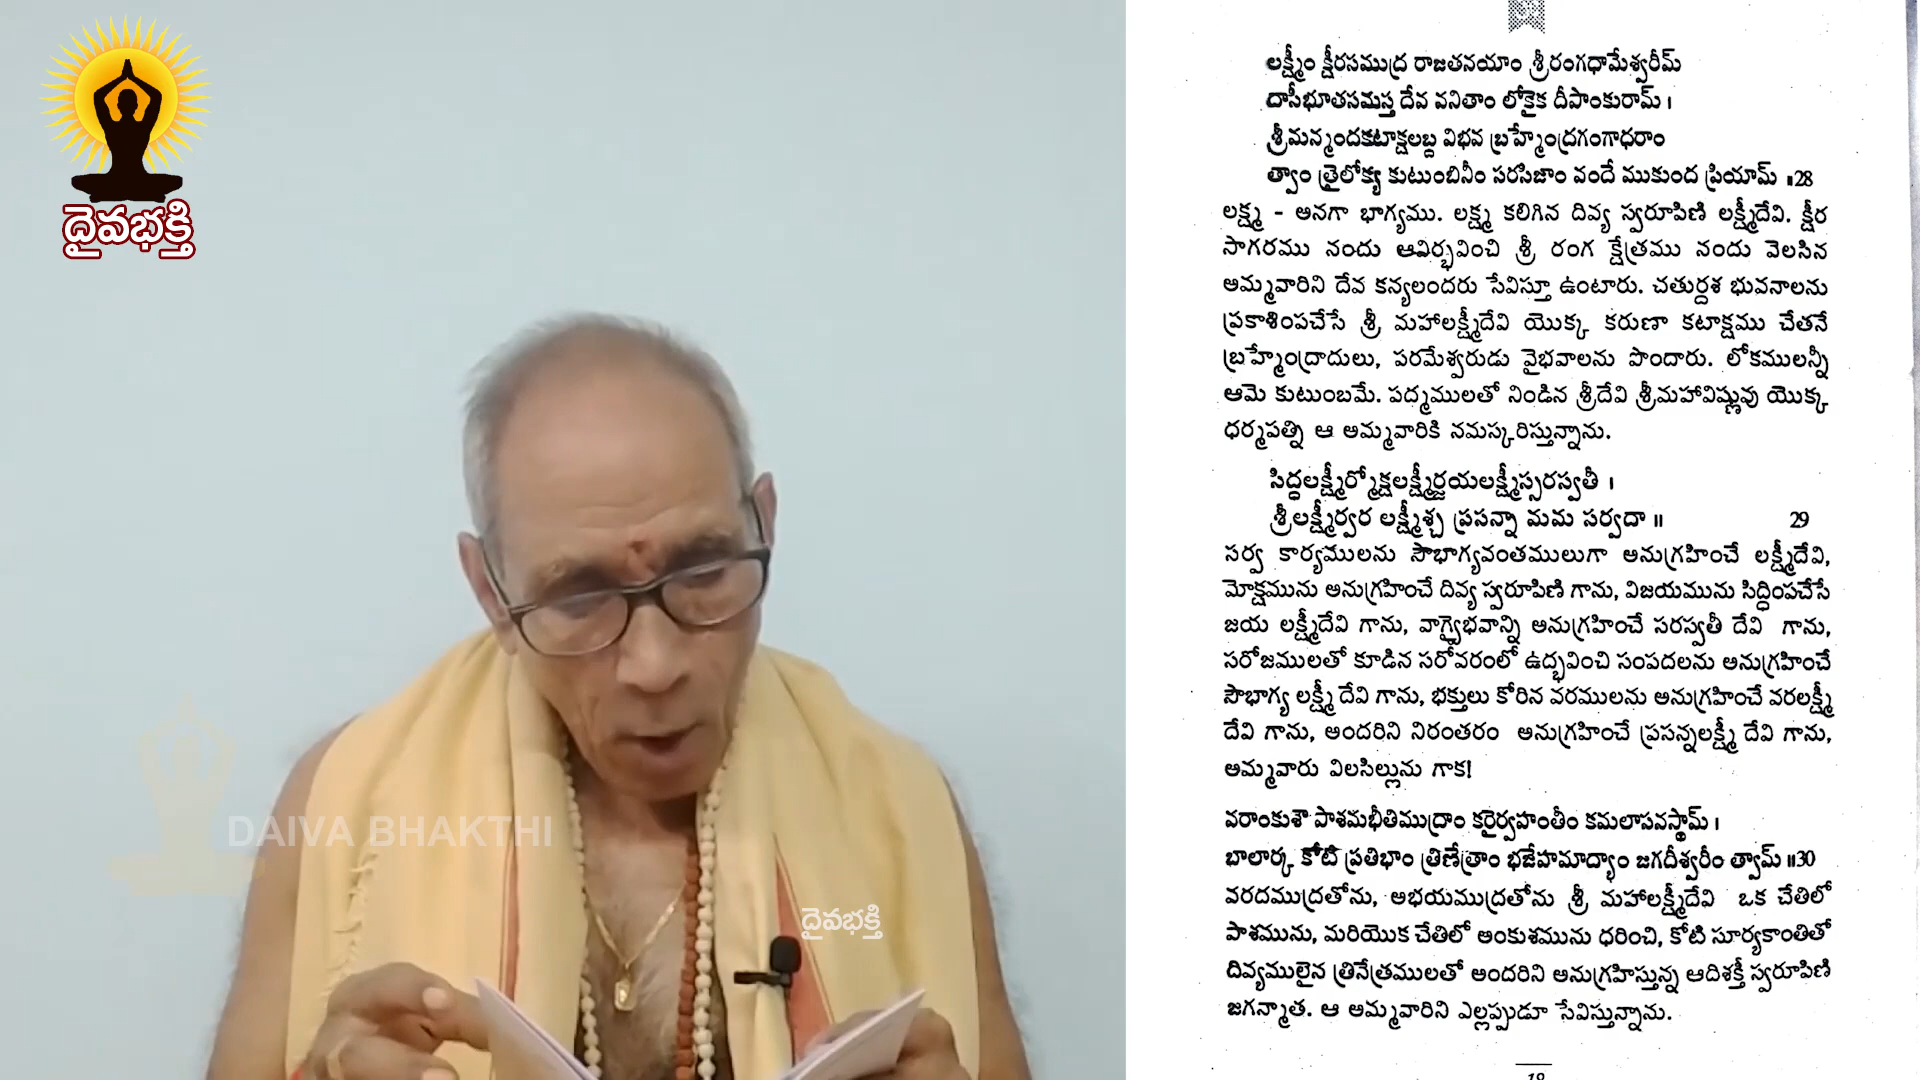 దైవభక్తి
DAIVA BHAKTHI
దైవభక్తి
లక్ష్మీం క్షీరసముద్ర రాజతనయాం శ్రీరంగధామేశ్వరీమ్
దాసీభూతసమస్త దేవ వనితాం లోకైక దీపాంకురామ్ ।
శ్రీమన్మందకటాక్షలబ్ద విభవ బ్రహ్మేంద్రగంగాధరాం
త్వాం త్రైలోక్య కుటుంబినీం సరసిజాం వందే ముకుంద ప్రియామ్ ॥28
లక్ష్మ - అనగా భాగ్యము. లక్ష్మ కలిగిన దివ్య స్వరూపిణి లక్ష్మీదేవి. క్షీర
సాగరము నందు ఆవిర్భవించి శ్రీ రంగ క్షేత్రము నందు వెలసిన
అమ్మవారిని దేవ కన్యలందరు సేవిస్తూ ఉంటారు. చతుర్దశ భువనాలను
ప్రకాశింపచేసే శ్రీ మహాలక్ష్మీదేవి యొక్క కరుణా కటాక్షము చేతనే
బ్రహ్మేంద్రాదులు, పరమేశ్వరుడు వైభవాలను పొందారు. లోకములన్నీ
ఆమె కుటుంబమే. పద్మములతో నిండిన శ్రీదేవి శ్రీమహావిష్ణువు యొక్క
ధర్మపత్ని ఆ అమ్మవారికి నమస్కరిస్తున్నాను.
సిద్ధలక్ష్మీర్మోక్షలక్ష్మీర్జయలక్ష్మీస్సరస్వతీ ।
శ్రీలక్ష్మీర్వర లక్ష్మీశ్చ ప్రసన్నా మమ సర్వదా ॥ 29
సర్వ కార్యములను సౌభాగ్యవంతములుగా అనుగ్రహించే లక్ష్మీదేవి,
మోక్షమును అనుగ్రహించే దివ్య స్వరూపిణి గాను, విజయమును సిద్ధింపచేసే
జయ లక్ష్మీదేవి గాను, వాగ్వైభవాన్ని అనుగ్రహించే సరస్వతీ దేవి గాను,
సరోజములతో కూడిన సరోవరంలో ఉద్భవించి సంపదలను అనుగ్రహించే
సౌభాగ్య లక్ష్మీ దేవి గాను, భక్తులు కోరిన వరములను అనుగ్రహించే వరలక్ష్మీ
దేవి గాను, అందరిని నిరంతరం అనుగ్రహించే ప్రసన్నలక్ష్మీ దేవి గాను,
అమ్మవారు విలసిల్లును గాక!
వరాంకుశౌ పాశమభీతిముద్రాం కరైర్వహంతీం కమలాసనస్థామ్ ।
బాలార్క కోటి ప్రతిభాం త్రిణేత్రాం భజేహమాద్యాం జగదీశ్వరీం త్వామ్ ॥30
వరదముద్రతోను, అభయముద్రతోను శ్రీ మహాలక్ష్మీదేవి ఒక చేతిలో
పాశమును, మరియొక చేతిలో అంకుశమును ధరించి, కోటి సూర్యకాంతితో
దివ్యములైన త్రినేత్రములతో అందరిని అనుగ్రహిస్తున్న ఆదిశక్తీ స్వరూపిణి
జగన్మాత. ఆ అమ్మవారిని ఎల్లప్పుడూ సేవిస్తున్నాను.